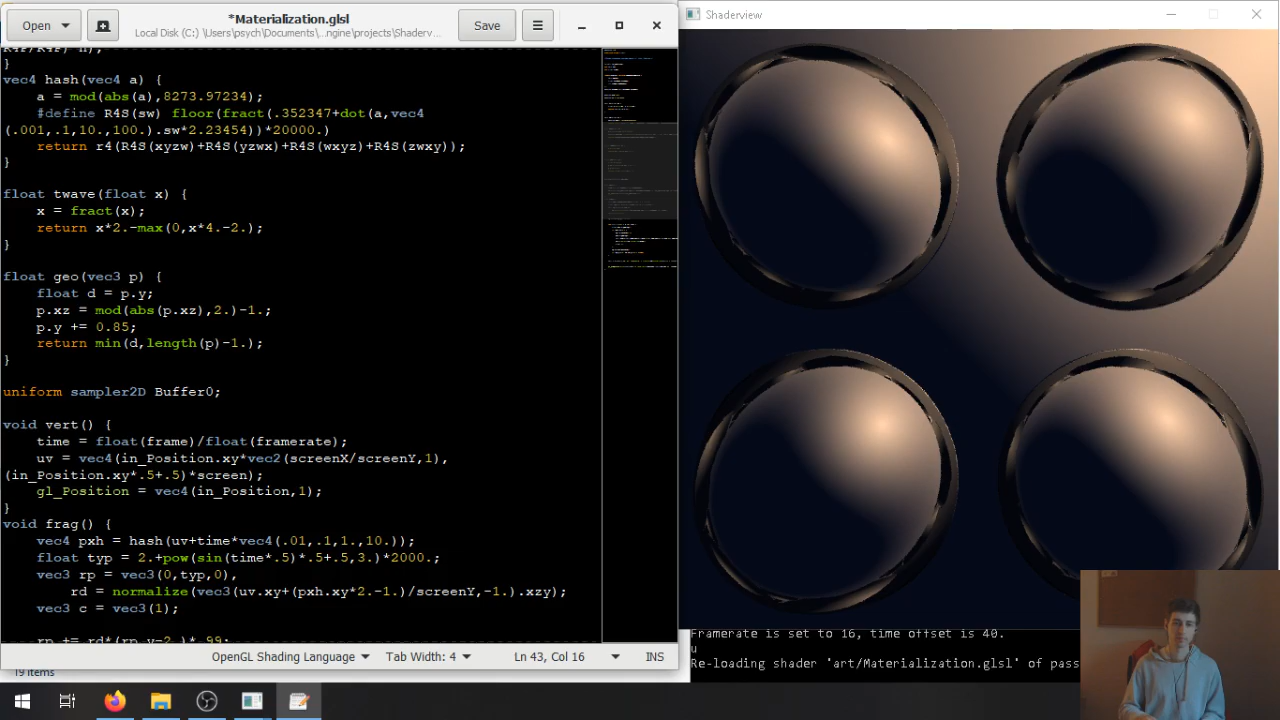 Open
*Materialization.glsl
Local Disk (C:) \Users\psych\Documents\...ngine\projects\Shaderv...
Save
Shaderview
}
vec4 hash(vec4 a) {
a = mod(abs(a),8273.97234);
#define R4S(sw) floor(fract(.352347+dot(a,vec4
(.001,.1,10.,100.).sw*2.23454))*20000.)
return r4(R4S(xyzw)+R4S(yzwx)+R4S(wxyz)+R4S(zwxy));
}
float twave(float x) {
x = fract(x);
return x*2.-max(0,x*4.-2.);
}
float geo(vec3 p) {
float d = p.y;
p.xz = mod(abs(p.xz),2.)-1.;
p.y += 0.85;
return min(d,length(p)-1.);
}
uniform sampler2D Buffer0;
void vert() {
time = float(frame)/float(framerate);
uv = vec4(in_Position.xy*vec2(screenX/screenY,1),
(in_Position.xy*.5+.5)*screen);
gl_Position = vec4(in_Position,1);
}
void frag() {
vec4 pxh = hash(uv+time*vec4(.01,.1,1.,10.));
float typ = 2.+pow(sin(time*.5)*.5+.5,3.)*2000.;
vec3 rp = vec3(0,typ,0),
rd = normalize(vec3(uv.xy+(pxh.xy*2.-1.)/screenY,-1.).xzy);
vec3 c = vec3(1);
rp += rd*(rp.y-2.)*.99;
OpenGL Shading Language
Tab Width: 4
Ln 43, Col 16
INS
19 items
Framerate is set to 16, time offset is 40.
u
Re-loading shader 'art/Materialization.glsl' of pass